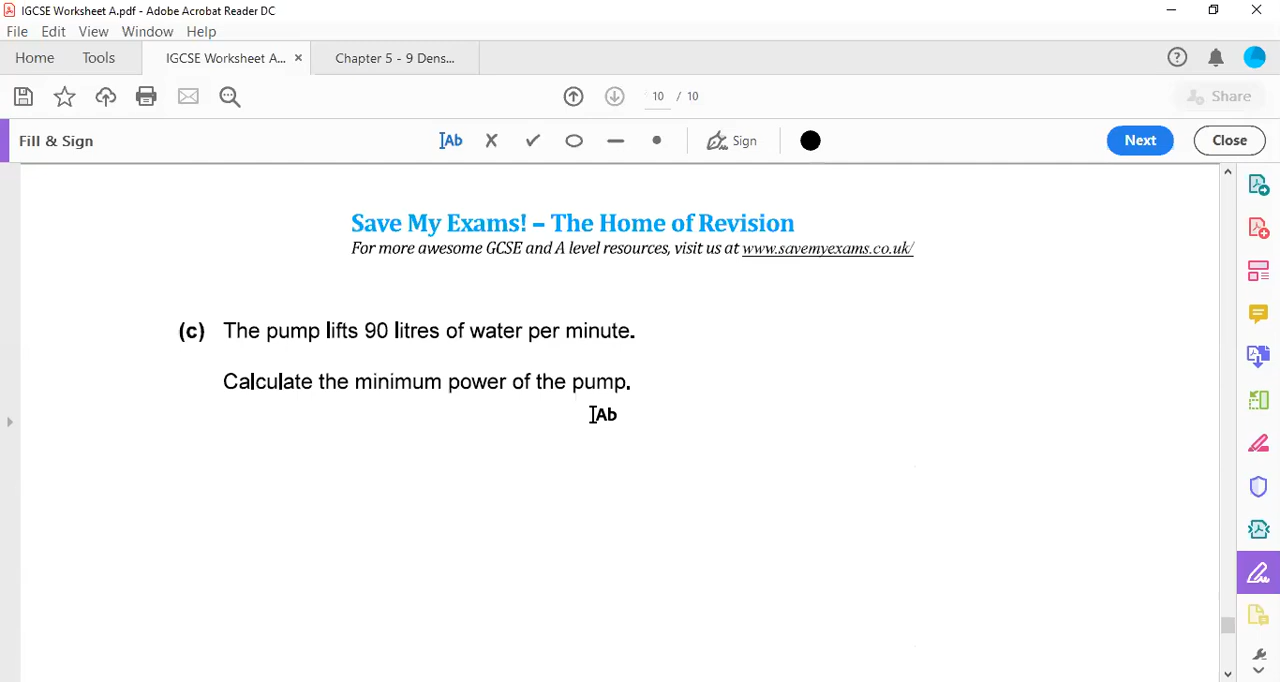 IGCSE Worksheet A.pdf - Adobe Acrobat Reader DC
File Edit View Window Help
Home Tools IGCSE Worksheet A... × Chapter 5 - 9 Dens...
10 / 10
Share
Fill & Sign
Ab
Sign
Next
Close
Save My Exams! – The Home of Revision
For more awesome GCSE and A level resources, visit us at www.savemyexams.co.uk/
(c) The pump lifts 90 litres of water per minute.
Calculate the minimum power of the pump.
Ab